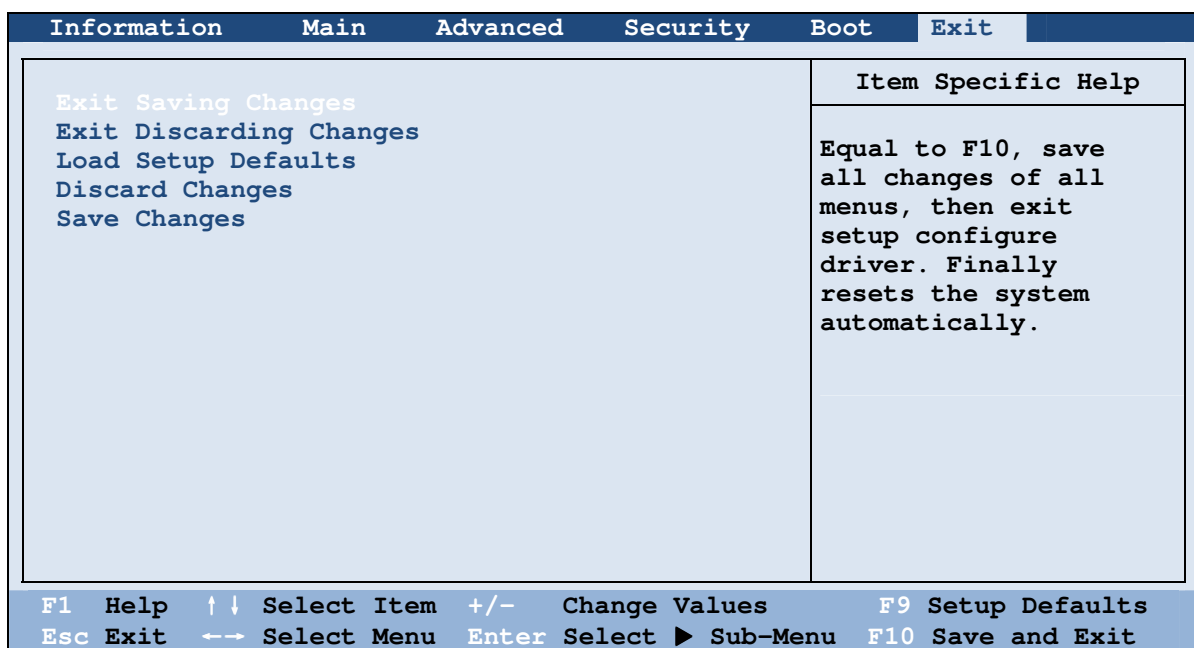 Information Main Advanced Security Boot Exit
Exit Saving Changes
Exit Discarding Changes
Load Setup Defaults
Discard Changes
Save Changes
Item Specific Help
Equal to F10, save
all changes of all
menus, then exit
setup configure
driver. Finally
resets the system
automatically.
F1 Help ↑↓ Select Item +/- Change Values F9 Setup Defaults
Esc Exit ←→ Select Menu Enter Select ▶ Sub-Menu F10 Save and Exit